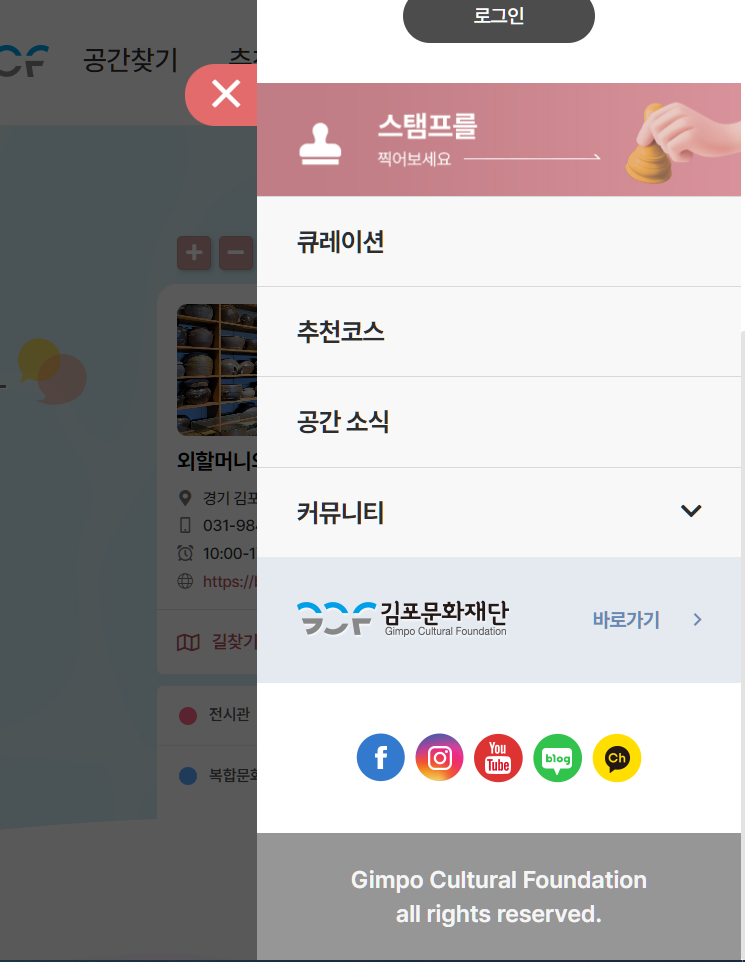 로그인
공간찾기
스탬프를
찍어보세요
큐레이션
추천코스
공간 소식
커뮤니티
외할머니
경기 김포
031-98
10:00-1
https://
길찾기
전시관
복합문화
김포문화재단
Gimpo Cultural Foundation
바로가기
You
Tube
blog
Ch
Gimpo Cultural Foundation
all rights reserved.